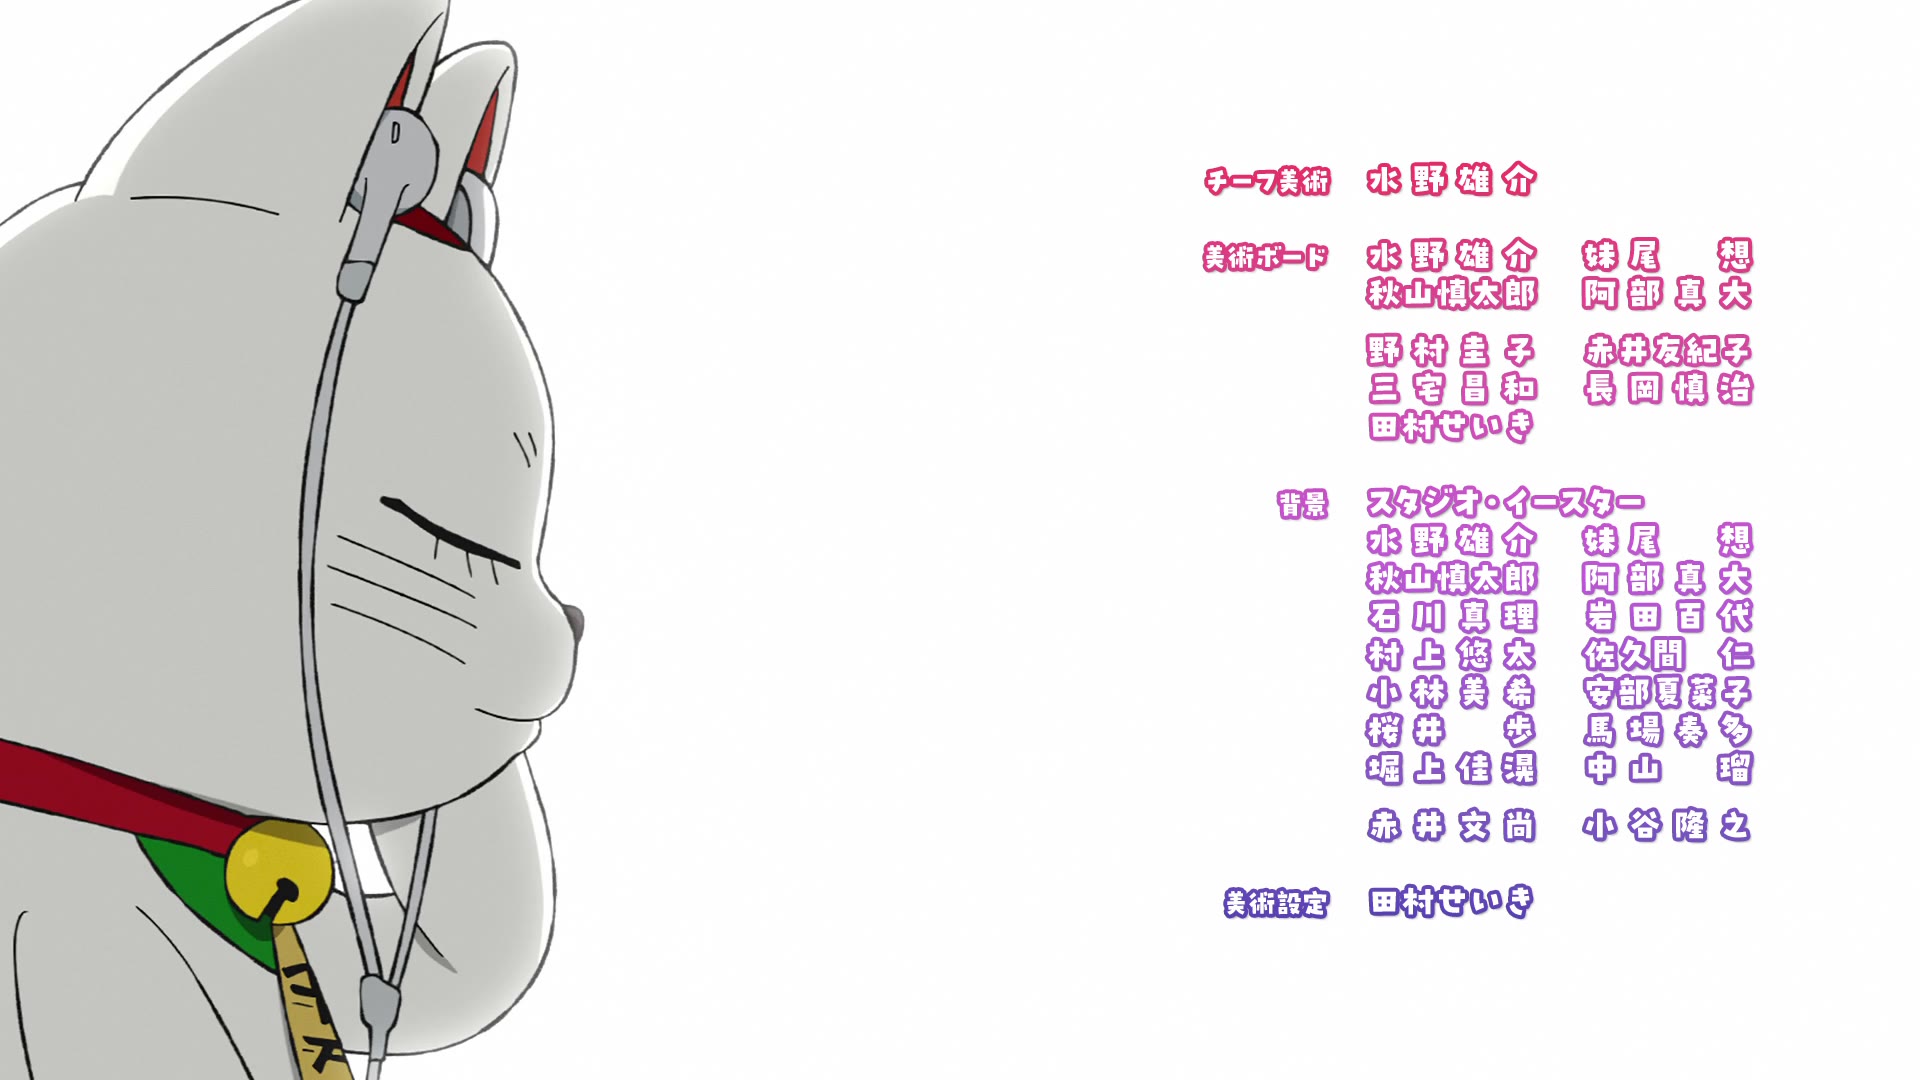 チーフ美術 水野雄介
美術ボード 水野雄介 妹尾 想
秋山慎太郎 阿部真大
野村圭子 赤井友紀子
三宅昌和 長岡慎治
田村せいき
背景 スタジオ・イースター
水野雄介 妹尾 想
秋山慎太郎 阿部真大
石川真理 岩田百代
村上悠太 佐久間 仁
小林美希 安部夏菜子
桜井 歩 馬場奏多
堀上佳滉 中山 瑠
赤井文尚 小谷隆之
美術設定 田村せいき